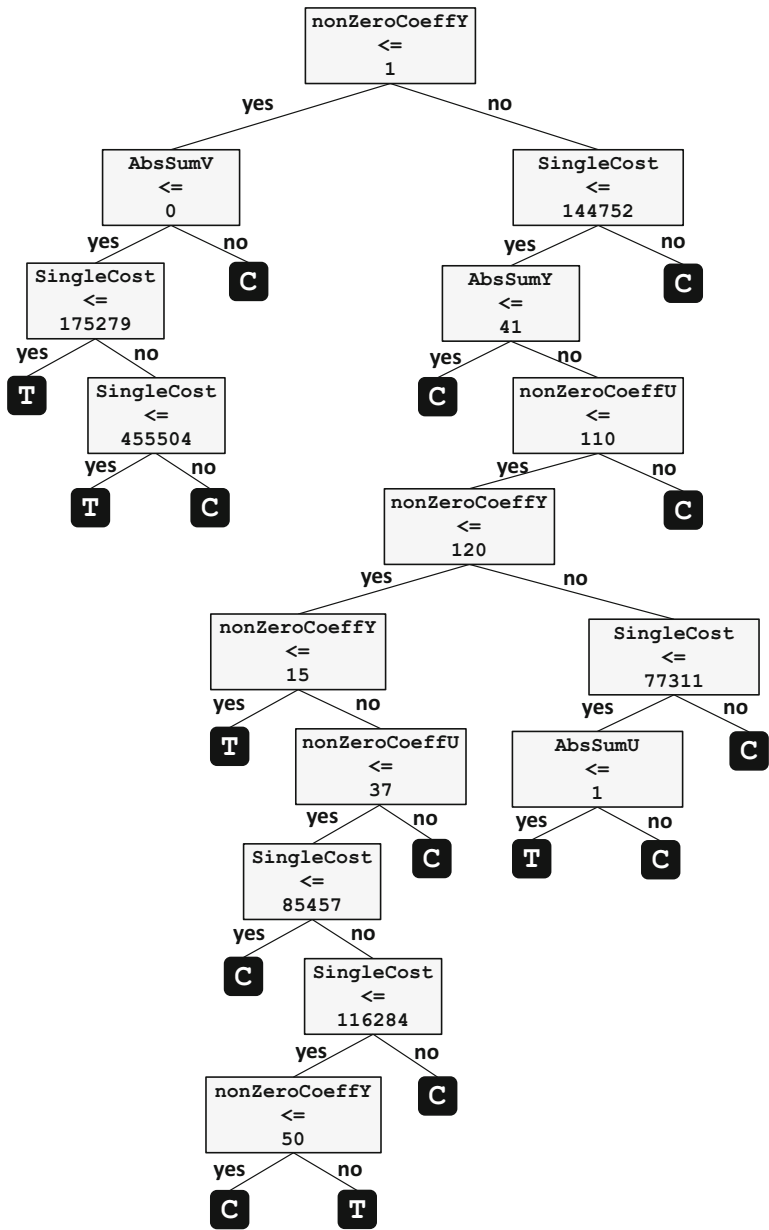 nonZeroCoeffY
<=
1
yes
no
AbsSumV
<=
0
SingleCost
<=
144752
yes
no
yes
no
SingleCost
<=
175279
C
AbsSumY
<=
41
C
yes
no
yes
no
T
SingleCost
<=
455504
C
nonZeroCoeffU
<=
110
yes
no
yes
no
T
C
nonZeroCoeffY
<=
120
C
yes
no
nonZeroCoeffY
<=
15
SingleCost
<=
77311
yes
no
yes
no
T
nonZeroCoeffU
<=
37
AbsSumU
<=
1
C
yes
no
yes
no
SingleCost
<=
85457
C
T
C
yes
no
C
SingleCost
<=
116284
yes
no
nonZeroCoeffY
<=
50
C
yes
no
C
T